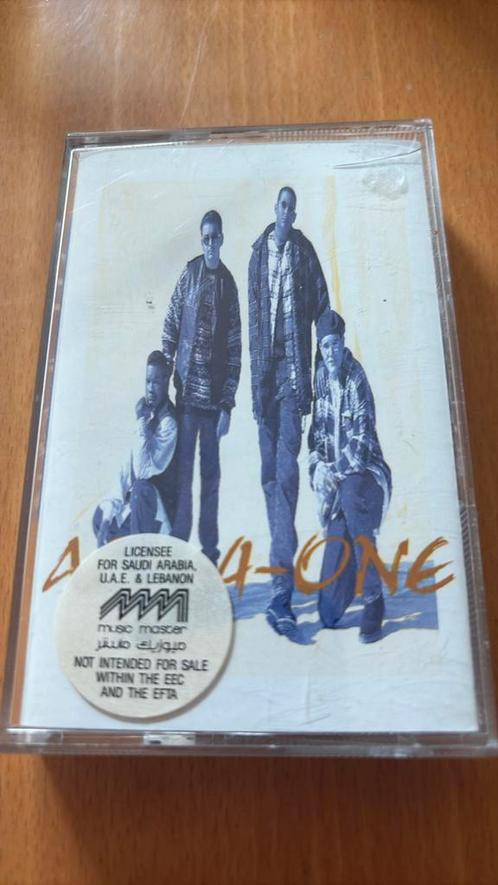 A-ONE
LICENSEE
FOR SAUDI ARABIA,
U.A.E. & LEBANON
music master
ميوزيك ماستر
NOT INTENDED FOR SALE
WITHIN THE EEC
AND THE EFTA